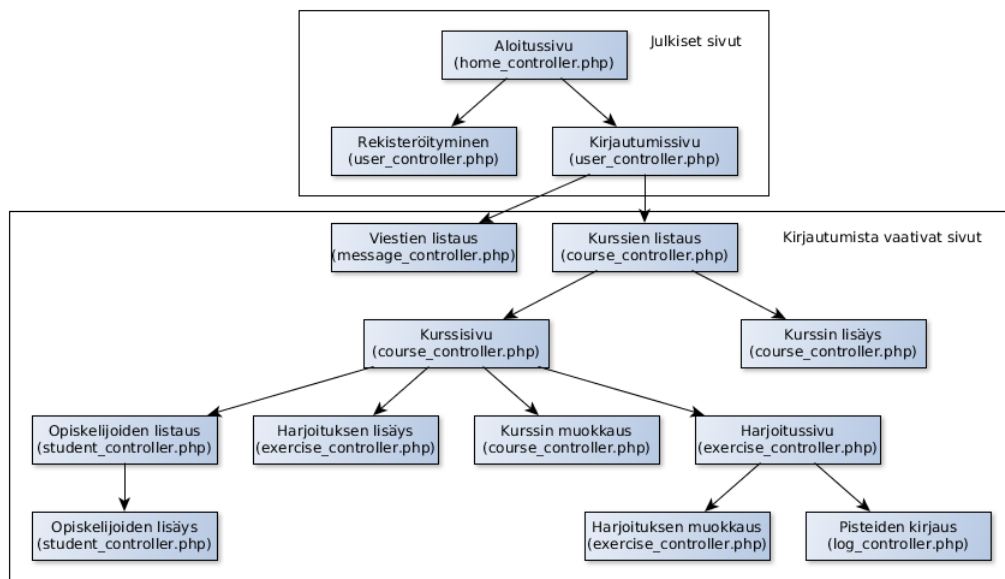 Julkiset sivut
Aloitussivu
(home_controller.php)
Rekisteröityminen
(user_controller.php)
Kirjautumissivu
(user_controller.php)
Kirjautumista vaativat sivut
Viestien listaus
(message_controller.php)
Kurssien listaus
(course_controller.php)
Kurssisivu
(course_controller.php)
Kurssin lisäys
(course_controller.php)
Opiskelijoiden listaus
(student_controller.php)
Harjoituksen lisäys
(exercise_controller.php)
Kurssin muokkaus
(course_controller.php)
Harjoitussivu
(exercise_controller.php)
Opiskelijoiden lisäys
(student_controller.php)
Harjoituksen muokkaus
(exercise_controller.php)
Pisteiden kirjaus
(log_controller.php)